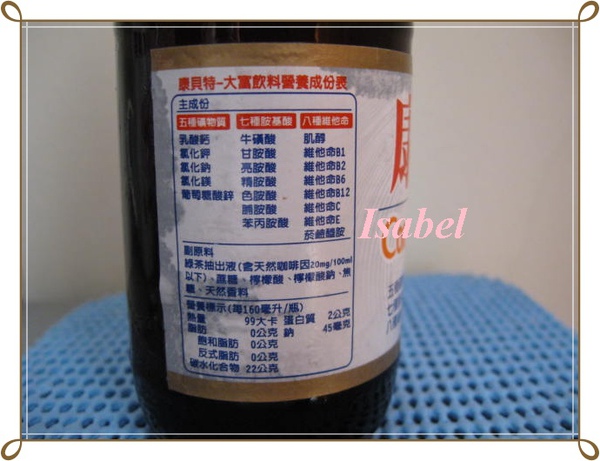 康貝特-大富飲料營養成份表
主成份
五種礦物質 七種胺基酸 八種維他命
乳酸鈣 牛磺酸 肌醇
氯化鉀 甘胺酸 維他命B1
氯化鈉 亮胺酸 維他命B2
氯化鎂 精胺酸 維他命B6
葡萄糖酸鋅 色胺酸 維他命B12
脯胺酸 維他命C
苯丙胺酸 維他命E
菸鹼醯胺
副原料
綠茶抽出液(含天然咖啡因20mg/100ml
以下)、蔗糖、檸檬酸、檸檬酸鈉、焦
糖、天然香料
營養標示(每160毫升/瓶)
熱量 99大卡 蛋白質 2公克
脂肪 0公克 鈉 45毫克
飽和脂肪 0公克
反式脂肪 0公克
碳水化合物 22公克
康
Co
五
七
八
Isabel